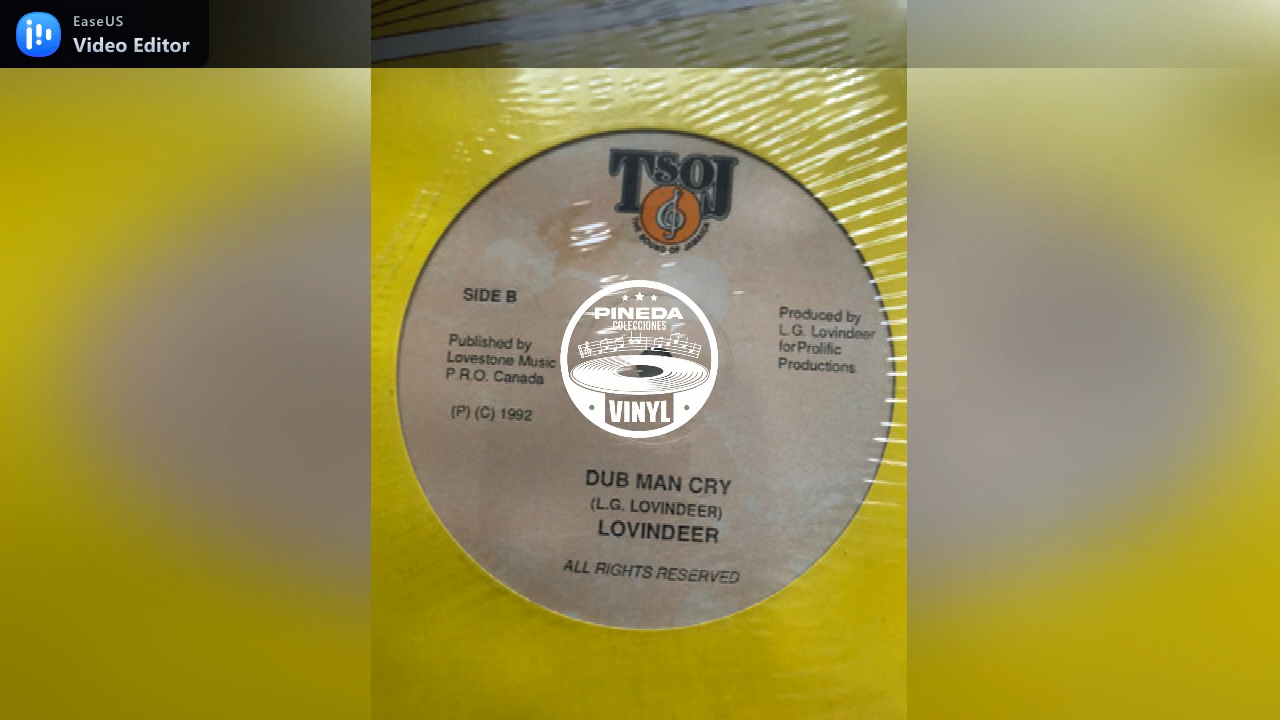 EaseUS
Video Editor
TSOJ
THE SOUND OF JAMAICA
SIDE B
Published by
Lovestone Music
P.R.O. Canada
(P) (C) 1992
Produced by
L.G. Lovindeer
for Prolific
Productions
PINEDA
COLECCIONES
VINYL
DUB MAN CRY
(L.G. LOVINDEER)
LOVINDEER
ALL RIGHTS RESERVED